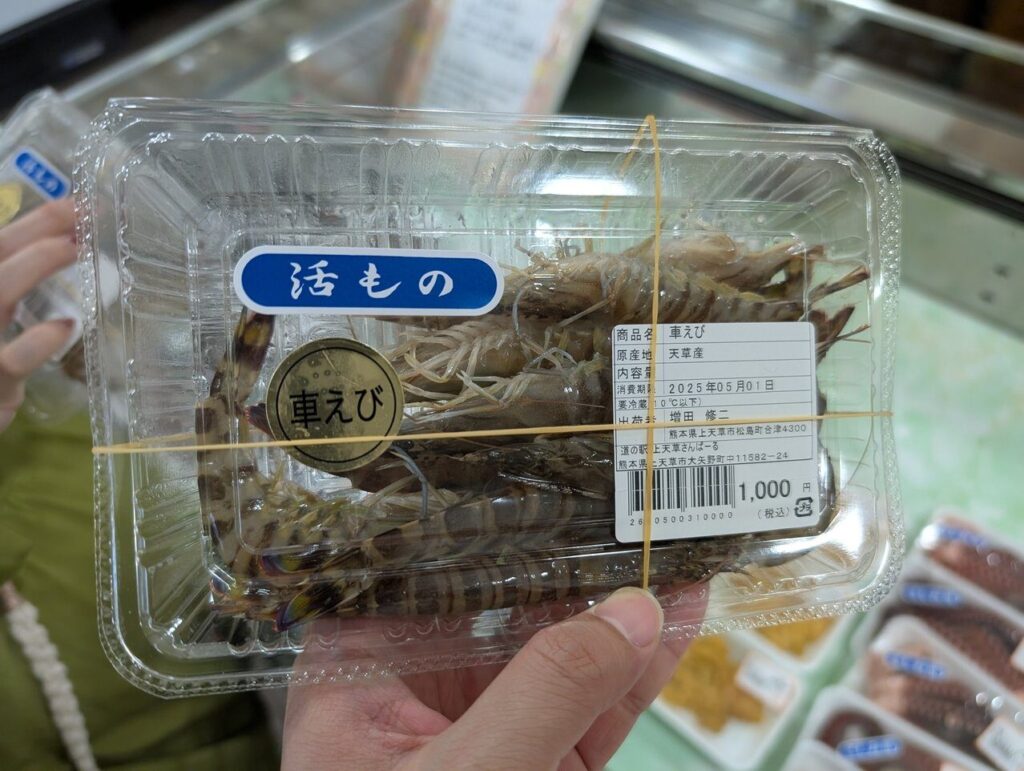 活もの
活もの
車えび
商品名 車えび
原産地 天草産
内容量
消費期限 2025年05月01日
要冷蔵(10℃以下)
出荷者 増田 修二
熊本県上天草市松島町合津4300
道の駅 上天草さんぱーる
熊本県上天草市大矢野町中11582-24
1,000 円
(税込)